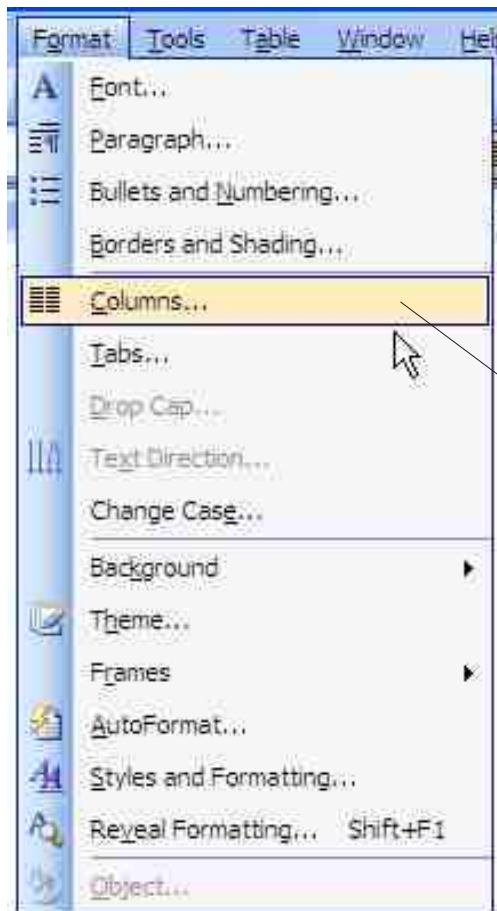 Format Tools Table Window Hel
Font...
Paragraph...
Bullets and Numbering...
Borders and Shading...
Columns...
Tabs...
Drop Cap...
Text Direction...
Change Case...
Background
Theme...
Frames
AutoFormat...
Styles and Formatting...
Reveal Formatting... Shift+F1
Object...